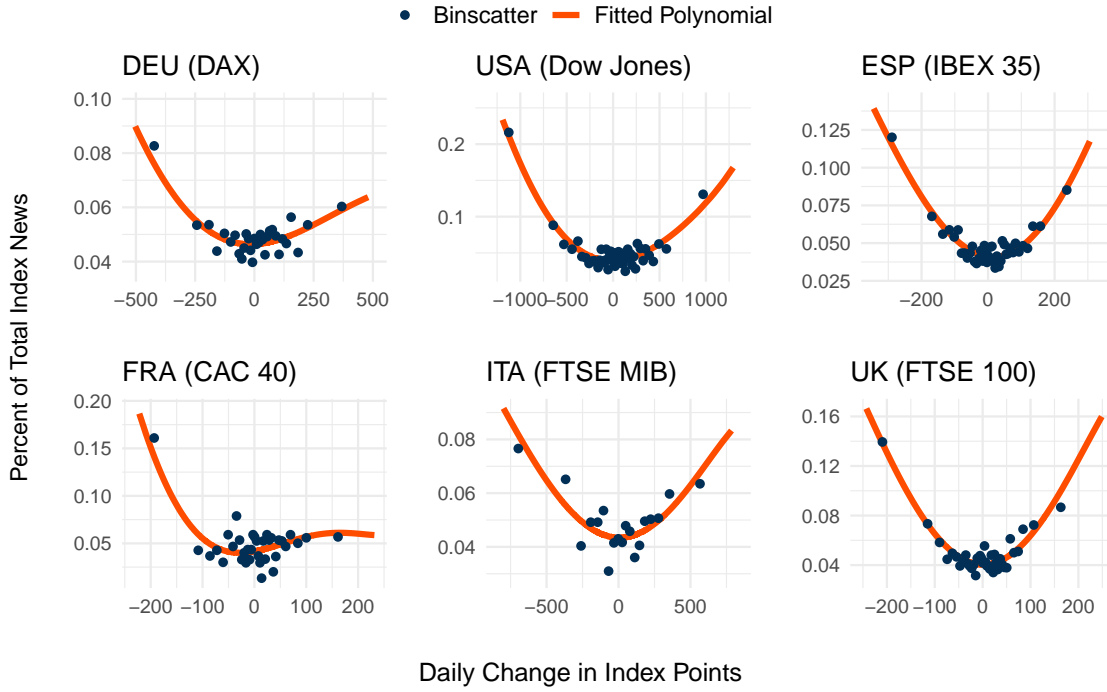 Binscatter Fitted Polynomial
Percent of Total Index News
DEU (DAX)
0.10
0.08
0.06
0.04
−500 −250 0 250 500
USA (Dow Jones)
0.2
0.1
−1000 −500 0 500 1000
ESP (IBEX 35)
0.125
0.100
0.075
0.050
0.025
−200 0 200
FRA (CAC 40)
0.20
0.15
0.10
0.05
−200 −100 0 100 200
ITA (FTSE MIB)
0.08
0.06
0.04
−500 0 500
UK (FTSE 100)
0.16
0.12
0.08
0.04
−200 −100 0 100 200
Daily Change in Index Points